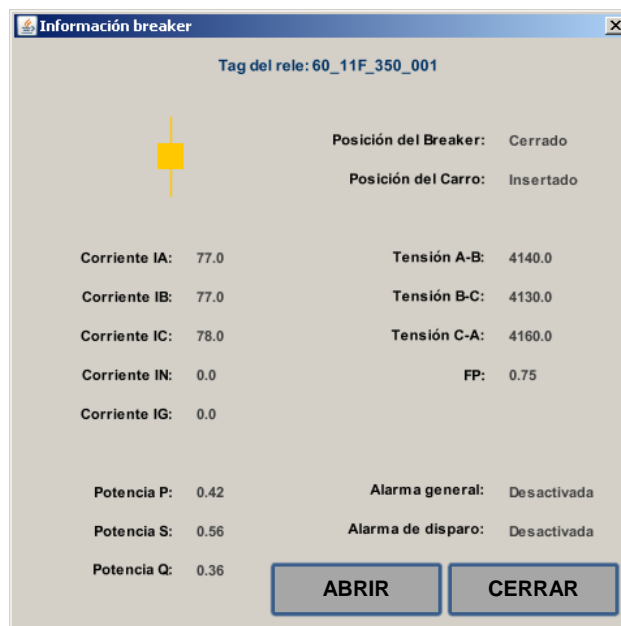 Información breaker
Tag del rele: 60_11F_350_001
Posición del Breaker: Cerrado
Posición del Carro: Insertado
Corriente IA: 77.0 Tensión A-B: 4140.0
Corriente IB: 77.0 Tensión B-C: 4130.0
Corriente IC: 78.0 Tensión C-A: 4160.0
Corriente IN: 0.0 FP: 0.75
Corriente IG: 0.0
Potencia P: 0.42 Alarma general: Desactivada
Potencia S: 0.56 Alarma de disparo: Desactivada
Potencia Q: 0.36
ABRIR CERRAR